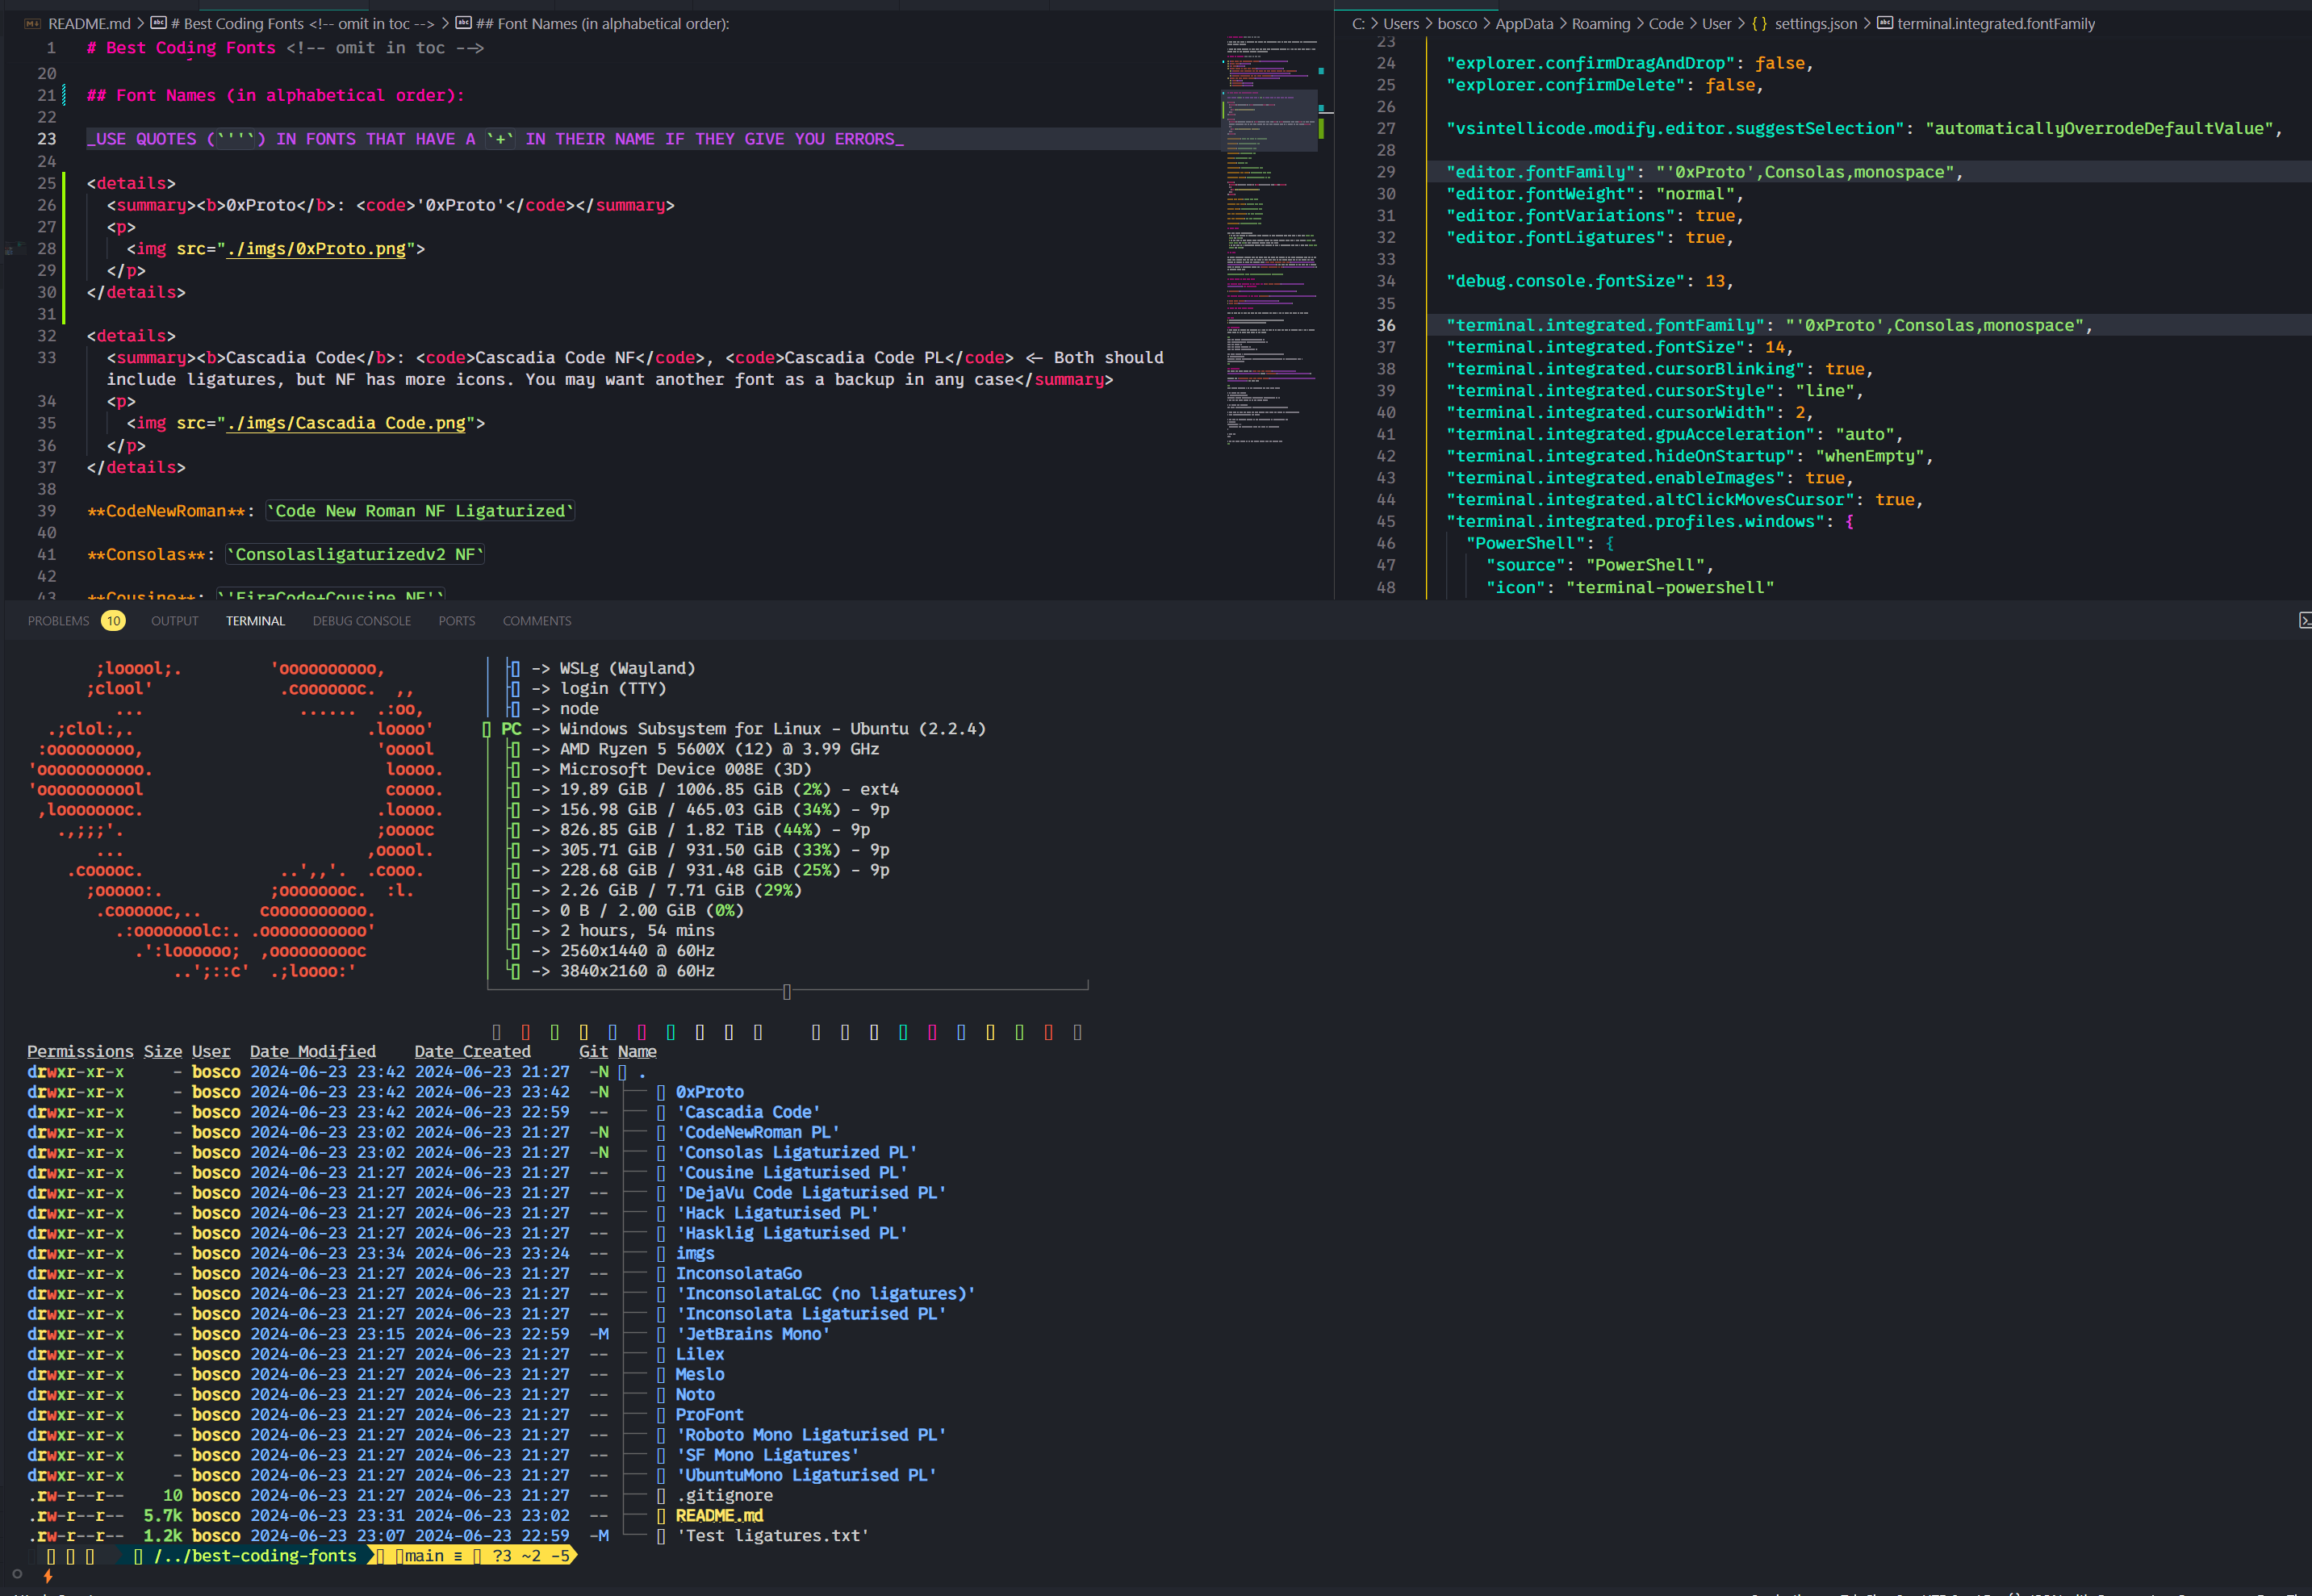 README.md > # Best Coding Fonts <!-- omit in toc --> > ## Font Names (in alphabetical order):
1 # Best Coding Fonts <!-- omit in toc -->
20
21 ## Font Names (in alphabetical order):
22
23 _USE QUOTES (`''`) IN FONTS THAT HAVE A `+` IN THEIR NAME IF THEY GIVE YOU ERRORS_
24
25 <details>
26 <summary><b>0xProto</b>: <code>'0xProto'</code></summary>
27 <p>
28 <img src="./imgs/0xProto.png">
29 </p>
30 </details>
31
32 <details>
33 <summary><b>Cascadia Code</b>: <code>Cascadia Code NF</code>, <code>Cascadia Code PL</code> <- Both should
include ligatures, but NF has more icons. You may want another font as a backup in any case</summary>
34 <p>
35 <img src="./imgs/Cascadia Code.png">
36 </p>
37 </details>
38
39 **CodeNewRoman**: `Code New Roman NF Ligaturized`
40
41 **Consolas**: `Consolasligaturizedv2 NF`
42
43 **Cousine**: `'FiraCode+Cousine NF'`
C: > Users > bosco > AppData > Roaming > Code > User > {} settings.json > terminal.integrated.fontFamily
23
24 "explorer.confirmDragAndDrop": false,
25 "explorer.confirmDelete": false,
26
27 "vsintellicode.modify.editor.suggestSelection": "automaticallyOverrodeDefaultValue",
28
29 "editor.fontFamily": "'0xProto',Consolas,monospace",
30 "editor.fontWeight": "normal",
31 "editor.fontVariations": true,
32 "editor.fontLigatures": true,
33
34 "debug.console.fontSize": 13,
35
36 "terminal.integrated.fontFamily": "'0xProto',Consolas,monospace",
37 "terminal.integrated.fontSize": 14,
38 "terminal.integrated.cursorBlinking": true,
39 "terminal.integrated.cursorStyle": "line",
40 "terminal.integrated.cursorWidth": 2,
41 "terminal.integrated.gpuAcceleration": "auto",
42 "terminal.integrated.hideOnStartup": "whenEmpty",
43 "terminal.integrated.enableImages": true,
44 "terminal.integrated.altClickMovesCursor": true,
45 "terminal.integrated.profiles.windows": {
46 "PowerShell": {
47 "source": "PowerShell",
48 "icon": "terminal-powershell"
PROBLEMS 10 OUTPUT TERMINAL DEBUG CONSOLE PORTS COMMENTS
;looool;. 'oooooooooo, -> WSLg (Wayland)
;clool' .cooooooc. ,, -> login (TTY)
... ...... .:oo, -> node
.;clol:,. .loooo' PC -> Windows Subsystem for Linux - Ubuntu (2.2.4)
:ooooooooo, 'ooool -> AMD Ryzen 5 5600X (12) @ 3.99 GHz
'ooooooooooo. loooo. -> Microsoft Device 008E (3D)
'ooooooooool coooo. -> 19.89 GiB / 1006.85 GiB (2%) - ext4
,loooooooc. .loooo. -> 156.98 GiB / 465.03 GiB (34%) - 9p
.,;;;'. ;ooooc -> 826.85 GiB / 1.82 TiB (44%) - 9p
... ,ooool. -> 305.71 GiB / 931.50 GiB (33%) - 9p
.cooooc. ..',,'. .cooo. -> 228.68 GiB / 931.48 GiB (25%) - 9p
;ooooo:. ;oooooooc. :l. -> 2.26 GiB / 7.71 GiB (29%)
.coooooc,.. coooooooooo. -> 0 B / 2.00 GiB (0%)
.:ooooooolc:. .ooooooooooo' -> 2 hours, 54 mins
.':loooooo; ,oooooooooc -> 2560x1440 @ 60Hz
..';::c' .;loooo:' -> 3840x2160 @ 60Hz
Permissions Size User Date Modified Date Created Git Name
drwxr-xr-x - bosco 2024-06-23 23:42 2024-06-23 21:27 -N .
drwxr-xr-x - bosco 2024-06-23 23:42 2024-06-23 23:42 -N 0xProto
drwxr-xr-x - bosco 2024-06-23 23:42 2024-06-23 22:59 -- 'Cascadia Code'
drwxr-xr-x - bosco 2024-06-23 23:02 2024-06-23 21:27 -N 'CodeNewRoman PL'
drwxr-xr-x - bosco 2024-06-23 23:02 2024-06-23 21:27 -N 'Consolas Ligaturized PL'
drwxr-xr-x - bosco 2024-06-23 21:27 2024-06-23 21:27 -- 'Cousine Ligaturised PL'
drwxr-xr-x - bosco 2024-06-23 21:27 2024-06-23 21:27 -- 'DejaVu Code Ligaturised PL'
drwxr-xr-x - bosco 2024-06-23 21:27 2024-06-23 21:27 -- 'Hack Ligaturised PL'
drwxr-xr-x - bosco 2024-06-23 21:27 2024-06-23 21:27 -- 'Hasklig Ligaturised PL'
drwxr-xr-x - bosco 2024-06-23 23:34 2024-06-23 23:24 -- imgs
drwxr-xr-x - bosco 2024-06-23 21:27 2024-06-23 21:27 -- InconsolataGo
drwxr-xr-x - bosco 2024-06-23 21:27 2024-06-23 21:27 -- 'InconsolataLGC (no ligatures)'
drwxr-xr-x - bosco 2024-06-23 21:27 2024-06-23 21:27 -- 'Inconsolata Ligaturised PL'
drwxr-xr-x - bosco 2024-06-23 23:15 2024-06-23 22:59 -M 'JetBrains Mono'
drwxr-xr-x - bosco 2024-06-23 21:27 2024-06-23 21:27 -- Lilex
drwxr-xr-x - bosco 2024-06-23 21:27 2024-06-23 21:27 -- Meslo
drwxr-xr-x - bosco 2024-06-23 21:27 2024-06-23 21:27 -- Noto
drwxr-xr-x - bosco 2024-06-23 21:27 2024-06-23 21:27 -- ProFont
drwxr-xr-x - bosco 2024-06-23 21:27 2024-06-23 21:27 -- 'Roboto Mono Ligaturised PL'
drwxr-xr-x - bosco 2024-06-23 21:27 2024-06-23 21:27 -- 'SF Mono Ligatures'
drwxr-xr-x - bosco 2024-06-23 21:27 2024-06-23 21:27 -- 'UbuntuMono Ligaturised PL'
.rw-r--r-- 10 bosco 2024-06-23 21:27 2024-06-23 21:27 -- .gitignore
.rw-r--r-- 5.7k bosco 2024-06-23 23:31 2024-06-23 23:02 -- README.md
.rw-r--r-- 1.2k bosco 2024-06-23 23:07 2024-06-23 22:59 -M 'Test ligatures.txt'
/../best-coding-fonts main ≡ ?3 ~2 -5